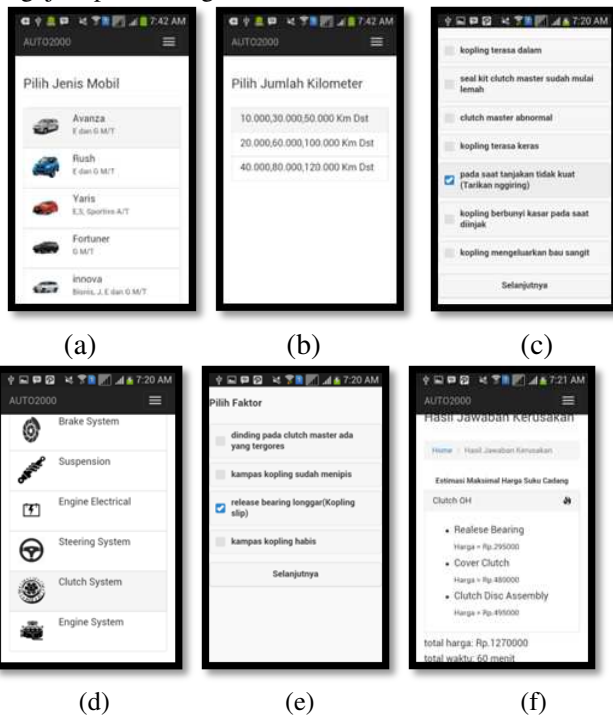 7:42 AM
AUTO2000
Pilih Jenis Mobil
Avanza
E dan G M/T
Rush
E dan G M/T
Yaris
E,S, Sportivo A/T
Fortuner
G M/T
innova
Bisnis, J, E dan G M/T
(a)
7:42 AM
AUTO2000
Pilih Jumlah Kilometer
10.000,30.000,50.000 Km Dst
20.000,60.000,100.000 Km Dst
40.000,80.000,120.000 Km Dst
(b)
7:20 AM
kopling terasa dalam
seal kit clutch master sudah mulai
lemah
clutch master abnormal
kopling terasa keras
pada saat tanjakan tidak kuat
(Tarikan nggiring)
kopling berbunyi kasar pada saat
diinjak
kopling mengeluarkan bau sangit
Selanjutnya
(c)
7:20 AM
AUTO2000
Brake System
Suspension
Engine Electrical
Steering System
Clutch System
Engine System
(d)
7:20 AM
Pilih Faktor
dinding pada clutch master ada
yang tergores
kampas kopling sudah menipis
release bearing longgar(Kopling
slip)
kampas kopling habis
Selanjutnya
(e)
7:21 AM
AUTO2000
Hasil Jawaban Kerusakan
Home / Hasil Jawaban Kerusakan
Estimasi Maksimal Harga Suku Cadang
Clutch OH
Realese Bearing
Harga = Rp.295000
Cover Clutch
Harga = Rp.480000
Clutch Disc Assembly
Harga = Rp.495000
total harga: Rp.1270000
total waktu: 60 menit
(f)